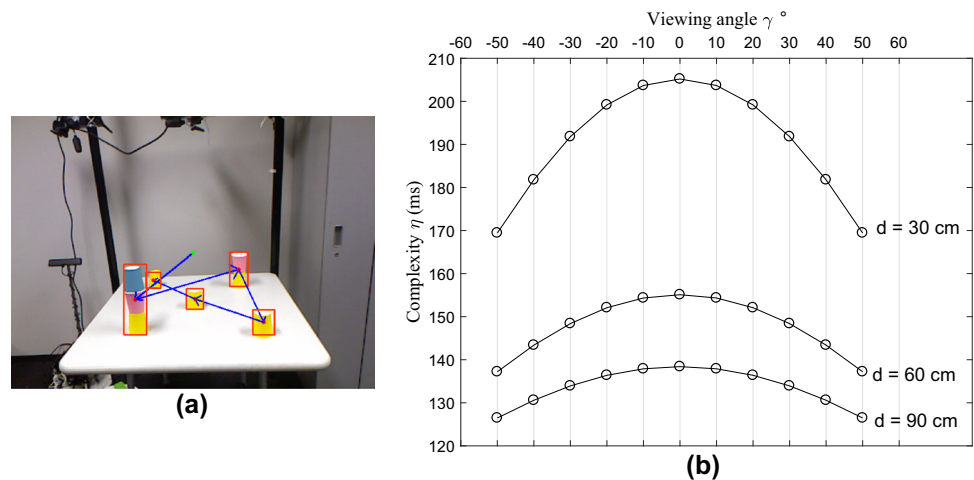 Viewing angle γ °
-60 -50 -40 -30 -20 -10 0 10 20 30 40 50 60
210
200
190
180
170
160
150
140
130
120
Complexity η (ms)
d = 30 cm
d = 60 cm
d = 90 cm
(a)
(b)